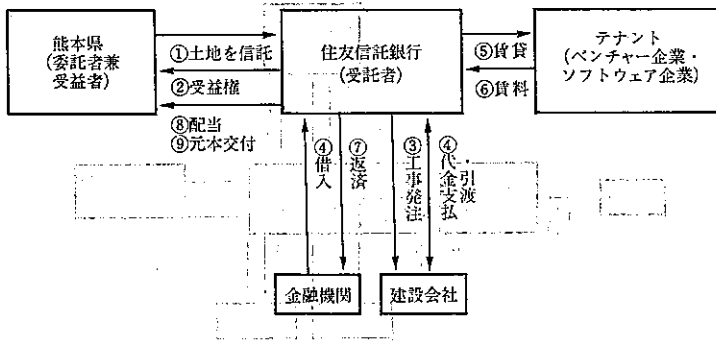 熊本県
(委託者兼
受益者)
①土地を信託
②受益権
⑧配当
⑨元本交付
住友信託銀行
(受託者)
⑤賃貸
⑥賃料
テナント
(ベンチャー企業・
ソフトウェア企業)
④借入
⑦返済
③工事発注
④代金支払・
引渡
金融機関
建設会社